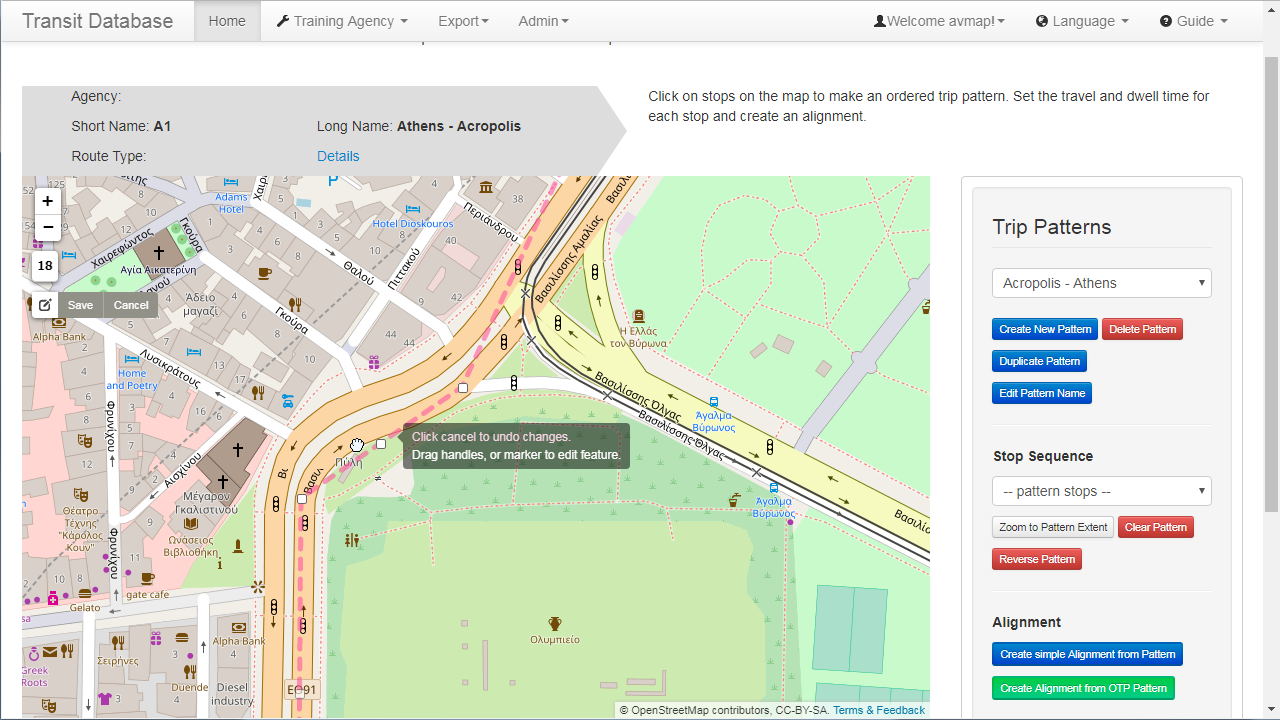 Transit Database
Home
Training Agency
Export
Admin
Welcome avmap!
Language
Guide
Agency:
Short Name: A1
Long Name: Athens - Acropolis
Route Type:
Details
Click on stops on the map to make an ordered trip pattern. Set the travel and dwell time for
each stop and create an alignment.
+
−
18
Save
Cancel
125
Adams
Hotel
P
38
Hotel Dioskouros
Περιάνδρου
Χαιρεφώντος
Γκούρα
Αγία Αικατερίνη
Θαλού
Πιττακού
40
Βασιλίσσης Αμαλίας
Άδειο
μαγαζί
Γκούρα
44
44
Alpha Bank
Λυσικράτους
Home
and Poetry
17
Φρυνίχου
Η Ελλάς
τον Βύρωνα
Βασιλίσσης Όλγας
Βασιλίσσης Όλγας
Άγαλμα
Βύρωνος
Άγαλμα
Βύρωνος
Click cancel to undo changes.
Drag handles, or marker to edit feature.
Πύλη
Αισχίνου
Μέγαρον
Γκαλιστινού
Θέατρο
Τέχνης
"Κάρολος
Κουν"
Ωνάσειος
Βιβλιοθήκη
Φρυνίχου
gate cafe
Gelato
Alpha Bank
Σειρήνες
Greek
Roots
Duende
Diesel
industry
EO91
Ολυμπιείο
© OpenStreetMap contributors, CC-BY-SA. Terms & Feedback
Trip Patterns
Acropolis - Athens
Create New Pattern
Delete Pattern
Duplicate Pattern
Edit Pattern Name
Stop Sequence
-- pattern stops --
Zoom to Pattern Extent
Clear Pattern
Reverse Pattern
Alignment
Create simple Alignment from Pattern
Create Alignment from OTP Pattern